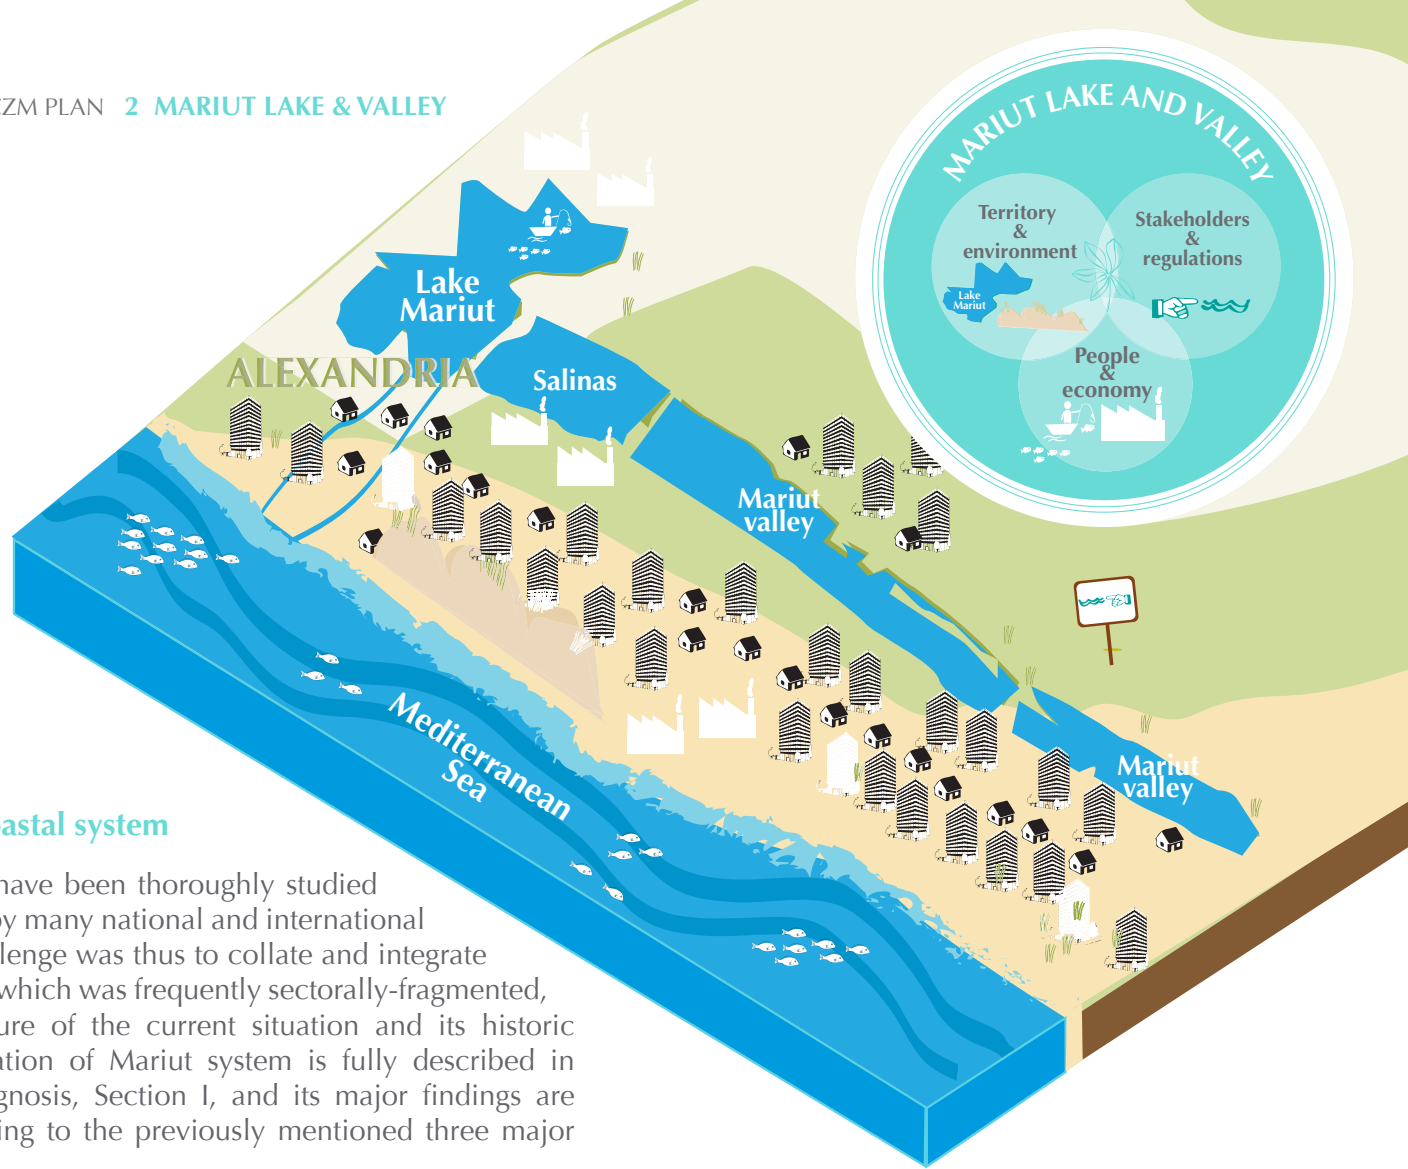 CZM PLAN 2 MARIUT LAKE & VALLEY
MARIUT LAKE AND VALLEY
Territory
&
environment
Stakeholders
&
regulations
Lake
Mariut
People
&
economy
Lake
Mariut
ALEXANDRIA
Salinas
Mariut
valley
Mariut
valley
Mediterranean
Sea
astal system
have been thoroughly studied
by many national and international
lenge was thus to collate and integrate
which was frequently sectorally-fragmented,
ure of the current situation and its historic
ation of Mariut system is fully described in
gnosis, Section I, and its major findings are
ing to the previously mentioned three major